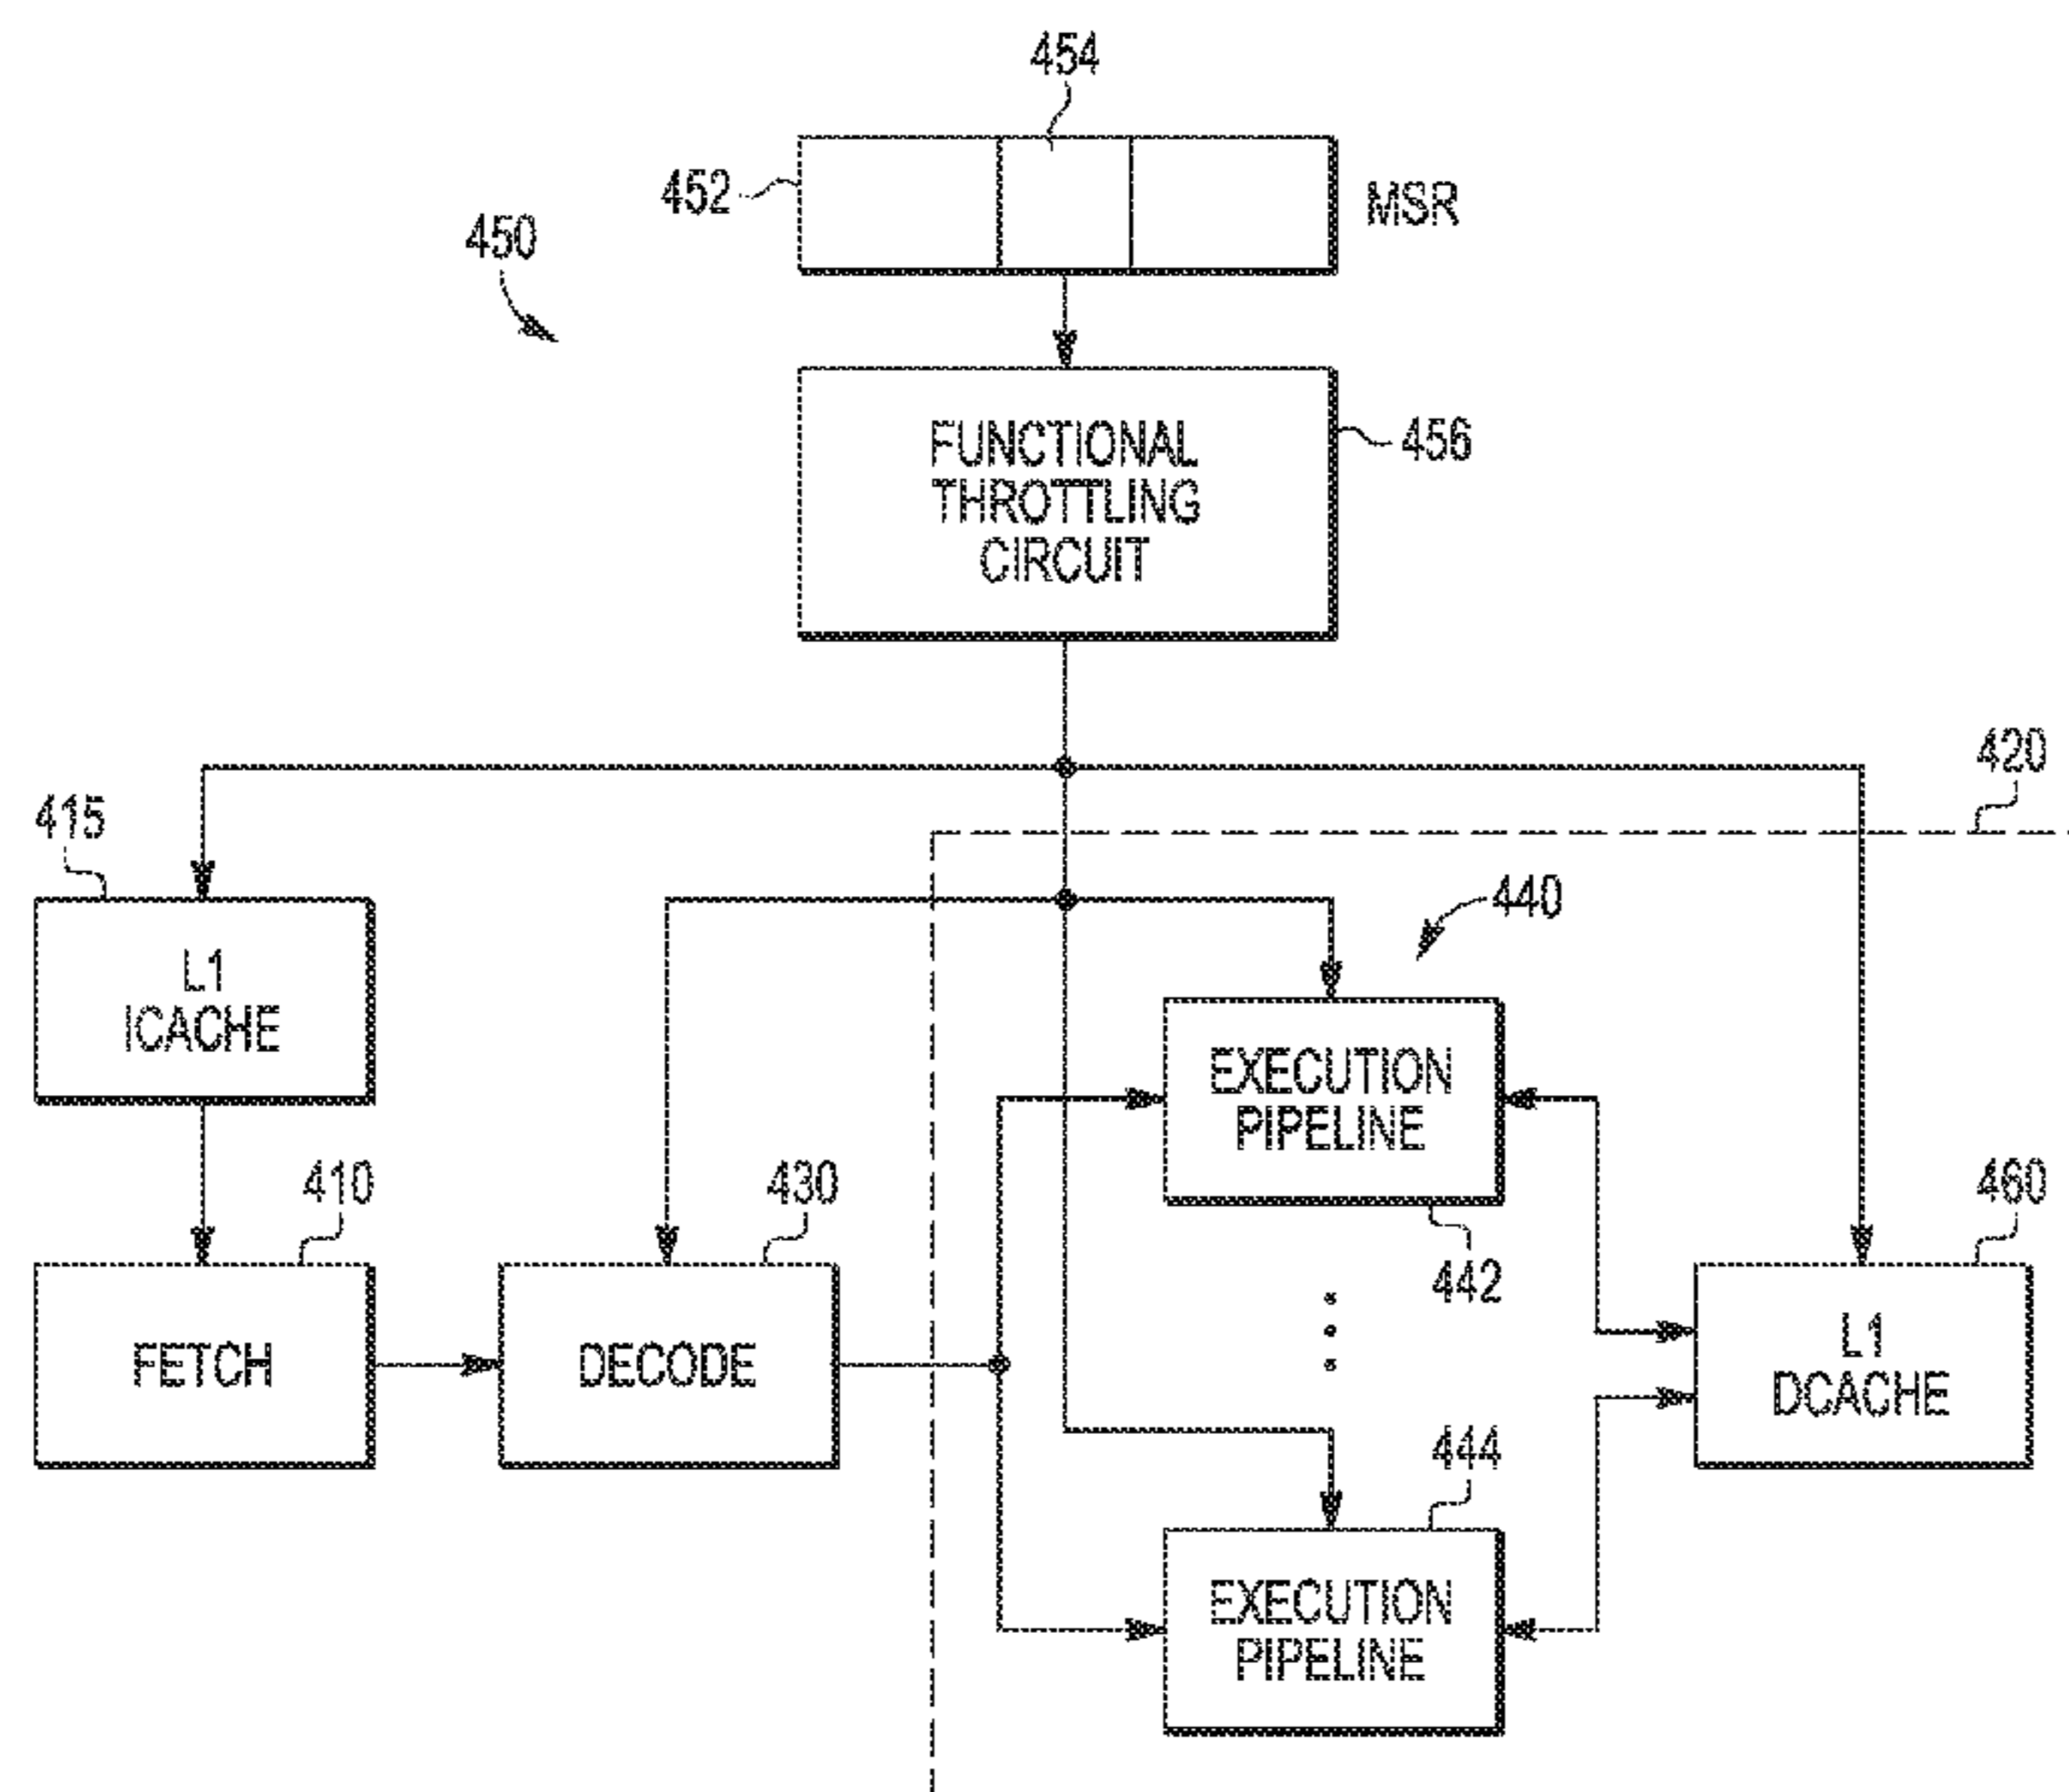 454
452
MSR
450
FUNCTIONAL
THROTTLING
CIRCUIT
456
420
415
440
L1
ICACHE
EXECUTION
PIPELINE
410
430
442
460
FETCH
DECODE
L1
DCACHE
444
EXECUTION
PIPELINE